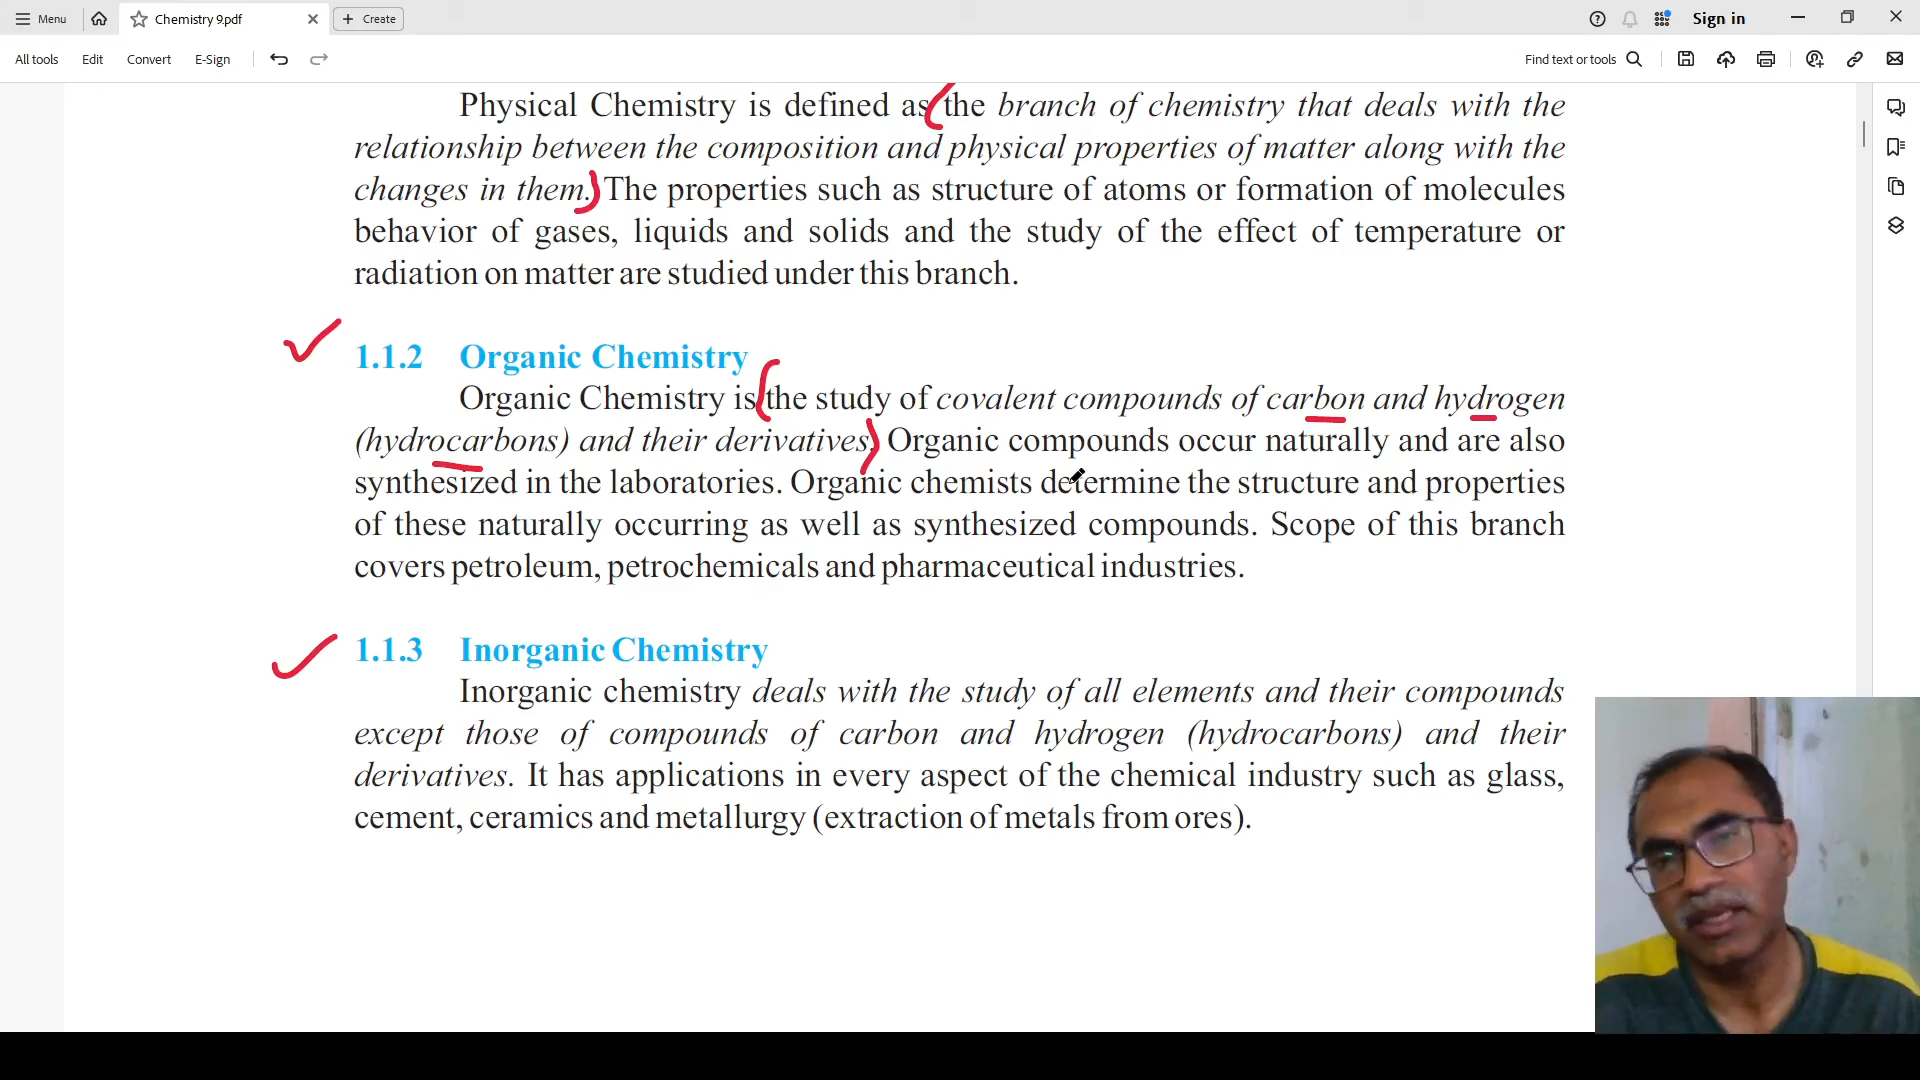 Menu
Chemistry 9.pdf
Create
Sign in
All tools
Edit
Convert
E-Sign
Find text or tools
Physical Chemistry is defined as the branch of chemistry that deals with the
relationship between the composition and physical properties of matter along with the
changes in them. The properties such as structure of atoms or formation of molecules
behavior of gases, liquids and solids and the study of the effect of temperature or
radiation on matter are studied under this branch.
1.1.2 Organic Chemistry
Organic Chemistry is the study of covalent compounds of carbon and hydrogen
(hydrocarbons) and their derivatives. Organic compounds occur naturally and are also
synthesized in the laboratories. Organic chemists determine the structure and properties
of these naturally occurring as well as synthesized compounds. Scope of this branch
covers petroleum, petrochemicals and pharmaceutical industries.
1.1.3 Inorganic Chemistry
Inorganic chemistry deals with the study of all elements and their compounds
except those of compounds of carbon and hydrogen (hydrocarbons) and their
derivatives. It has applications in every aspect of the chemical industry such as glass,
cement, ceramics and metallurgy (extraction of metals from ores).